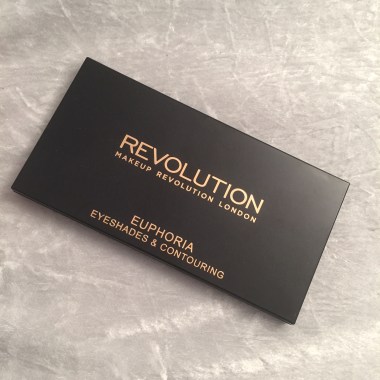 REVOLUTION
MAKEUP REVOLUTION LONDON
EUPHORIA
EYESHADES & CONTOURING